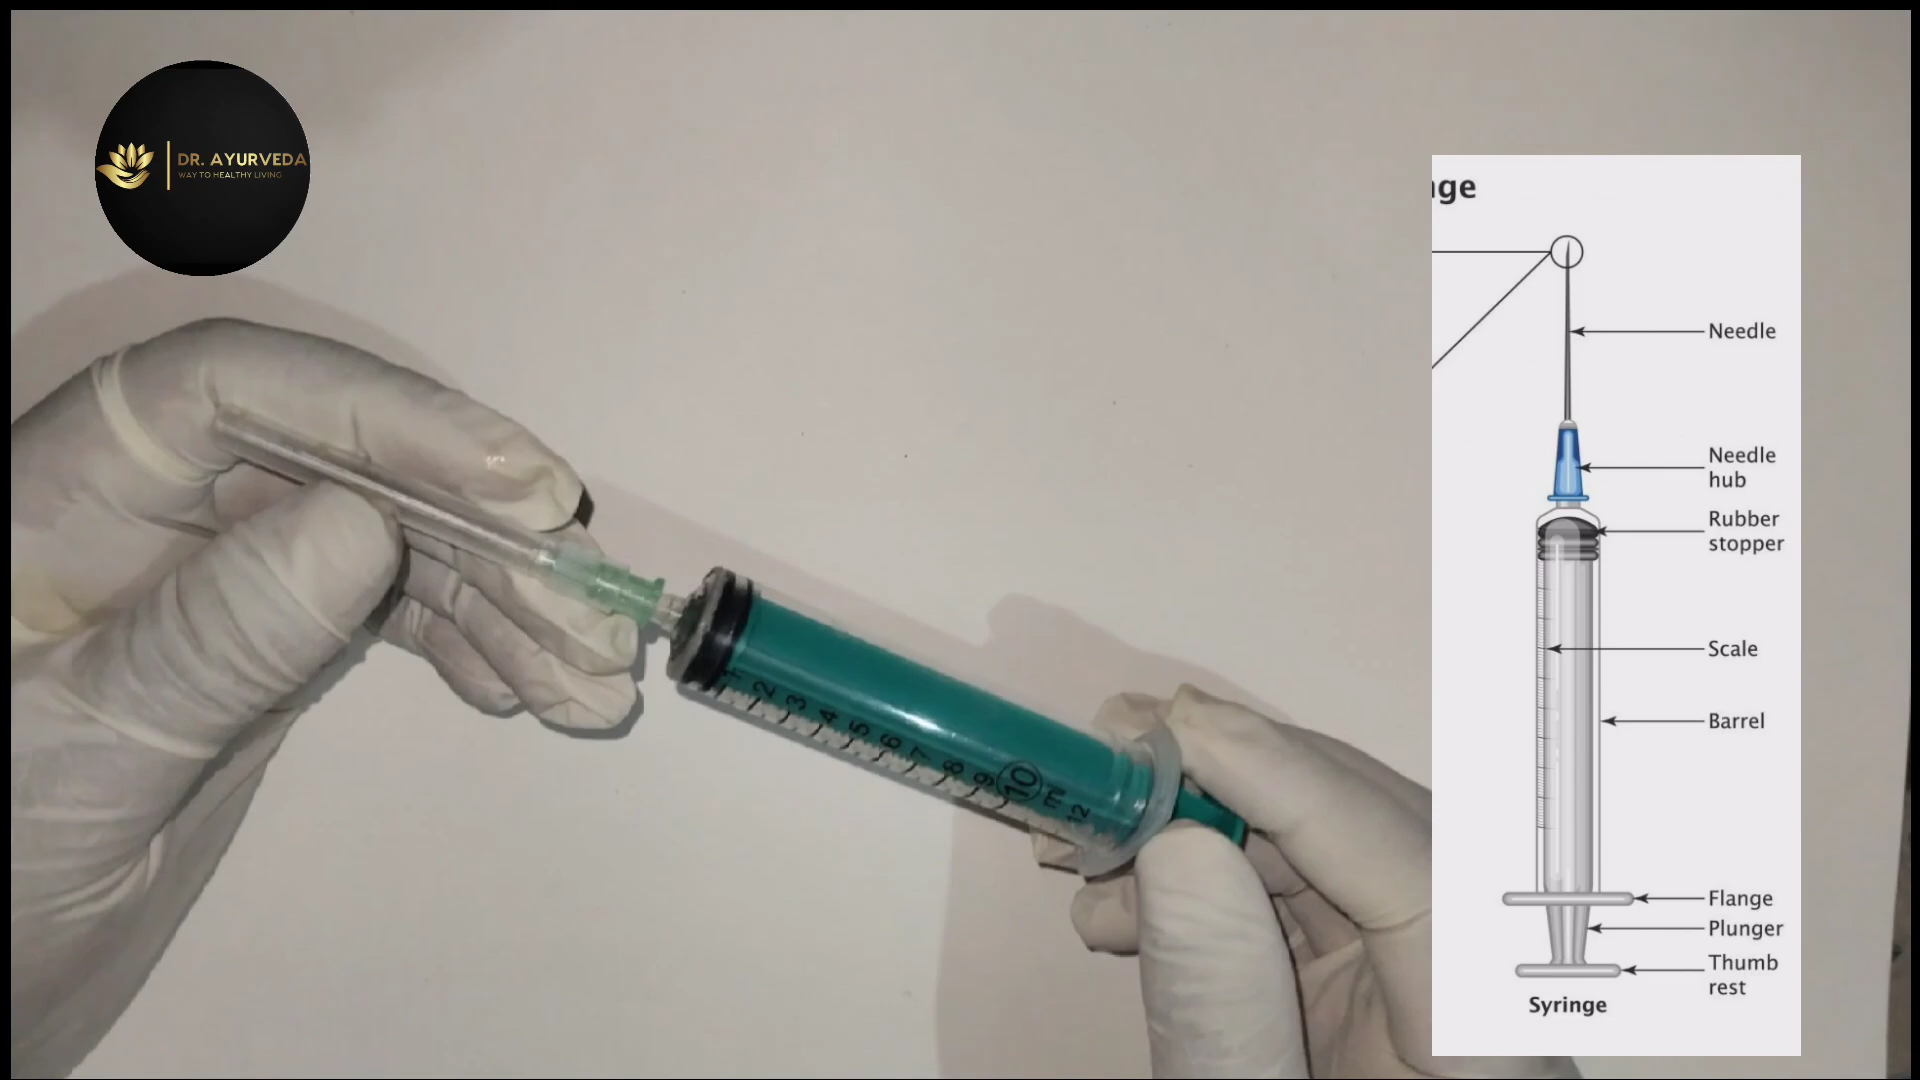 DR. AYURVEDA
WAY TO HEALTHY LIVING
nge
Needle
Needle
hub
Rubber
stopper
Scale
Barrel
Flange
Plunger
Thumb
rest
Syringe
1
2
3
4
5
6
7
8
9
10
ml
12